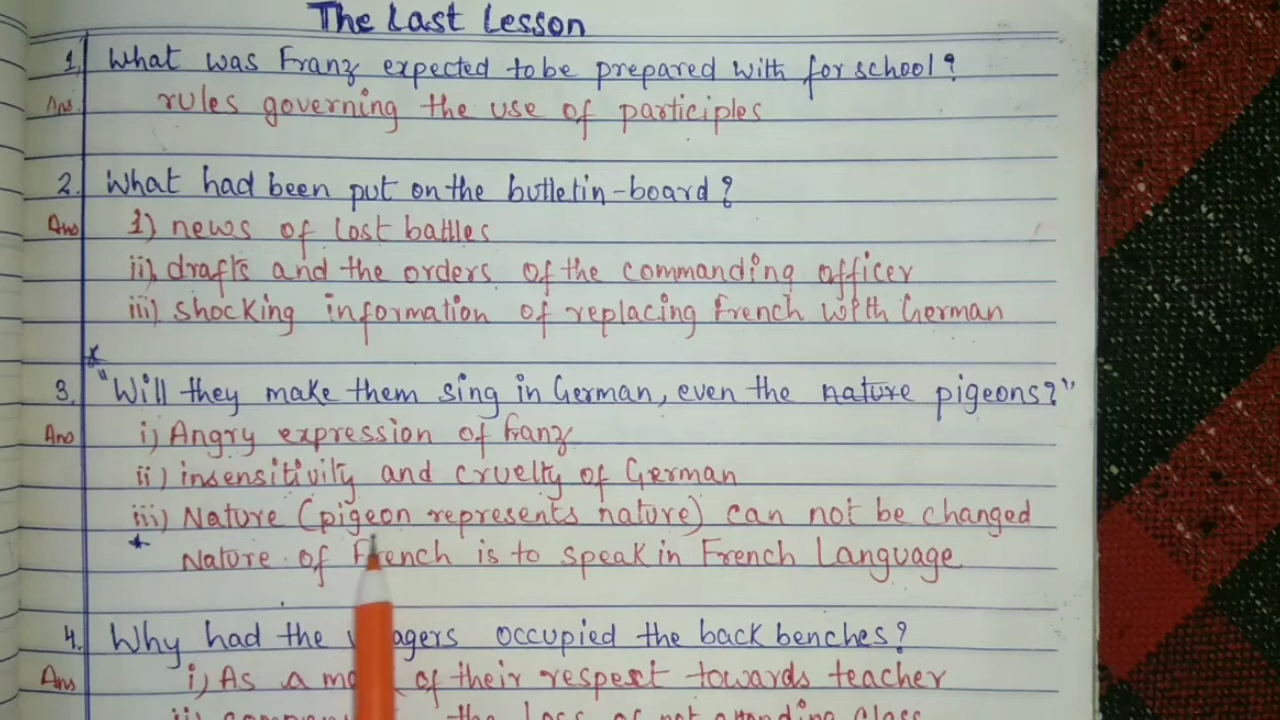 The Last Lesson
1. What was Franz expected to be prepared with for school?
Ans. rules governing the use of participles
2. What had been put on the bulletin-board?
Ans 1) news of lost battles
ii) drafts and the orders of the commanding officer
iii) shocking information of replacing French with German
3. "Will they make them sing in German, even the nature pigeons?"
Ans i) Angry expression of Franz
ii) insensitivity and cruelty of German
iii) Nature (pigeon represents nature) can not be changed
Nature of French is to speak in French Language
4. Why had the occupied the back benches?
Ans i) As a of their respect towards teacher